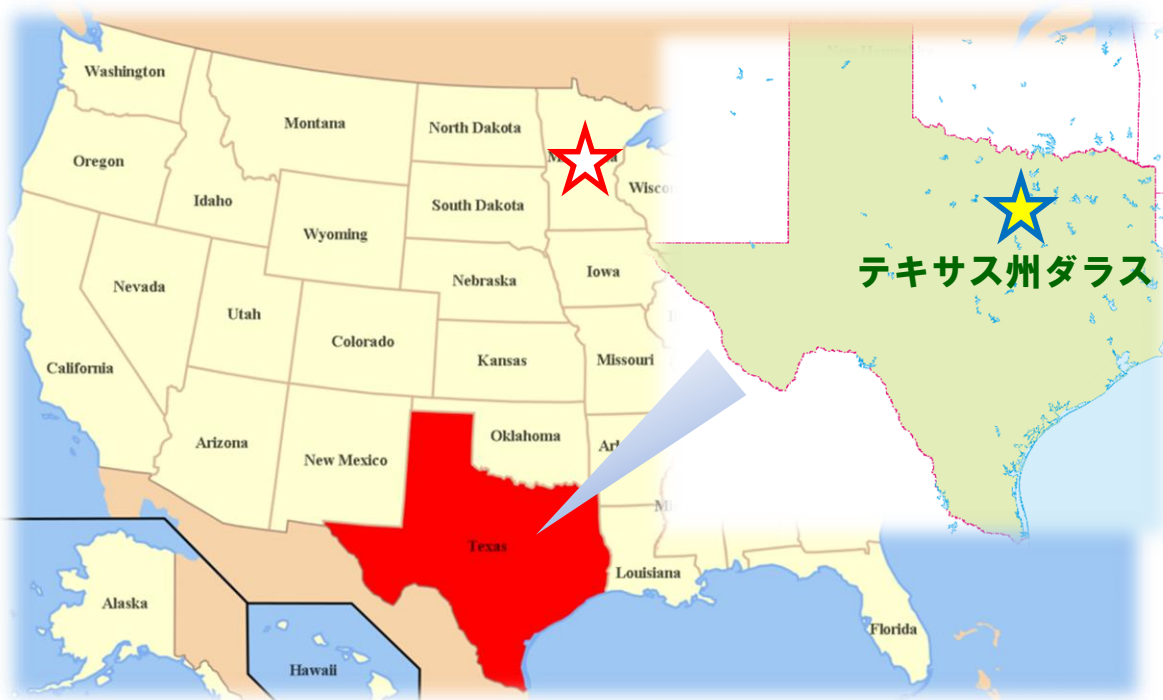 Washington
Montana
North Dakota
Oregon
Idaho
South Dakota
Wyoming
Nebraska
Iowa
Nevada
Utah
Colorado
Kansas
Missouri
California
Arizona
New Mexico
Oklahoma
Texas
Louisiana
Alaska
Hawaii
Florida
テキサス州ダラス